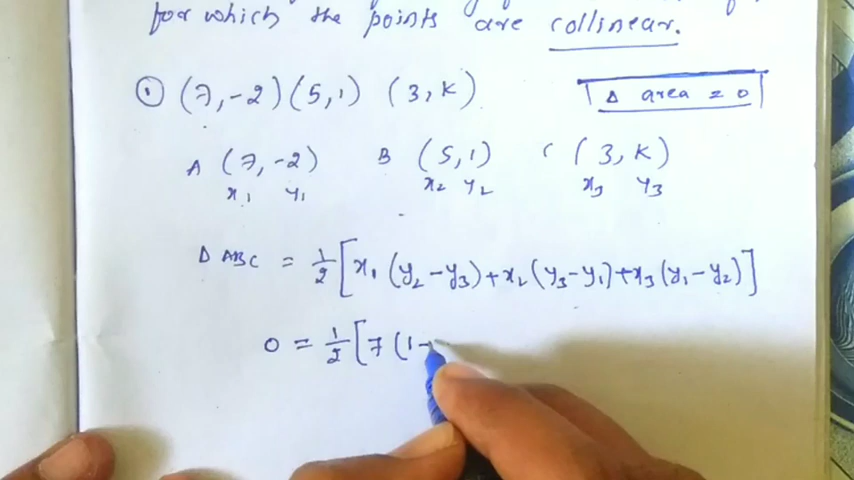 for which the points are collinear.
① (7,-2) (5,1) (3,K) Δ area = 0
A (7,-2) B (5,1) C (3,K)
x₁ y₁ x₂ y₂ x₃ y₃
Δ ABC = 1/2 [x₁ (y₂-y₃)+x₂(y₃-y₁)+x₃(y₁-y₂)]
0 = 1/2 [7 (1-